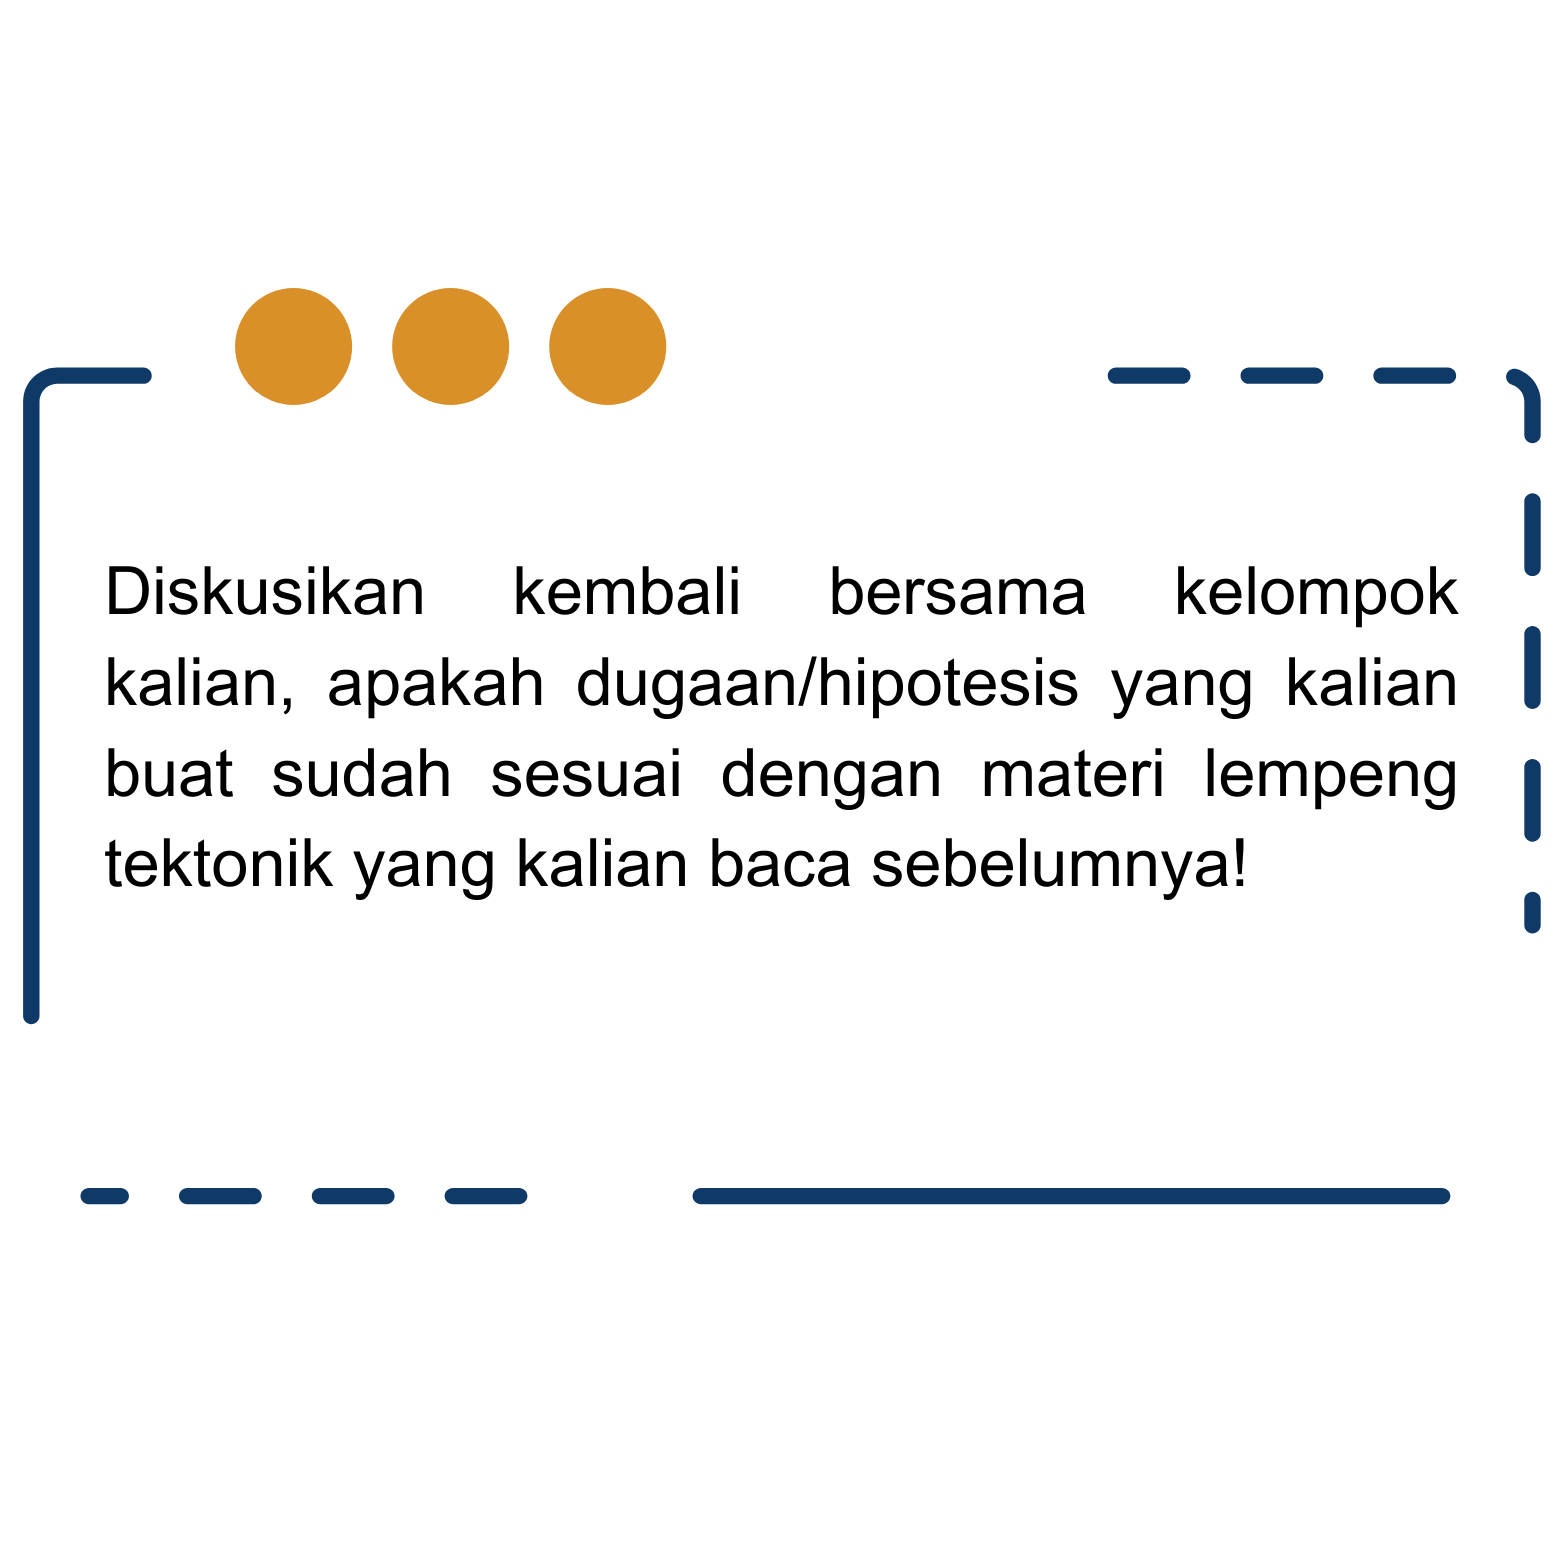 Diskusikan kembali bersama kelompok
kalian, apakah dugaan/hipotesis yang kalian
buat sudah sesuai dengan materi lempeng
tektonik yang kalian baca sebelumnya!